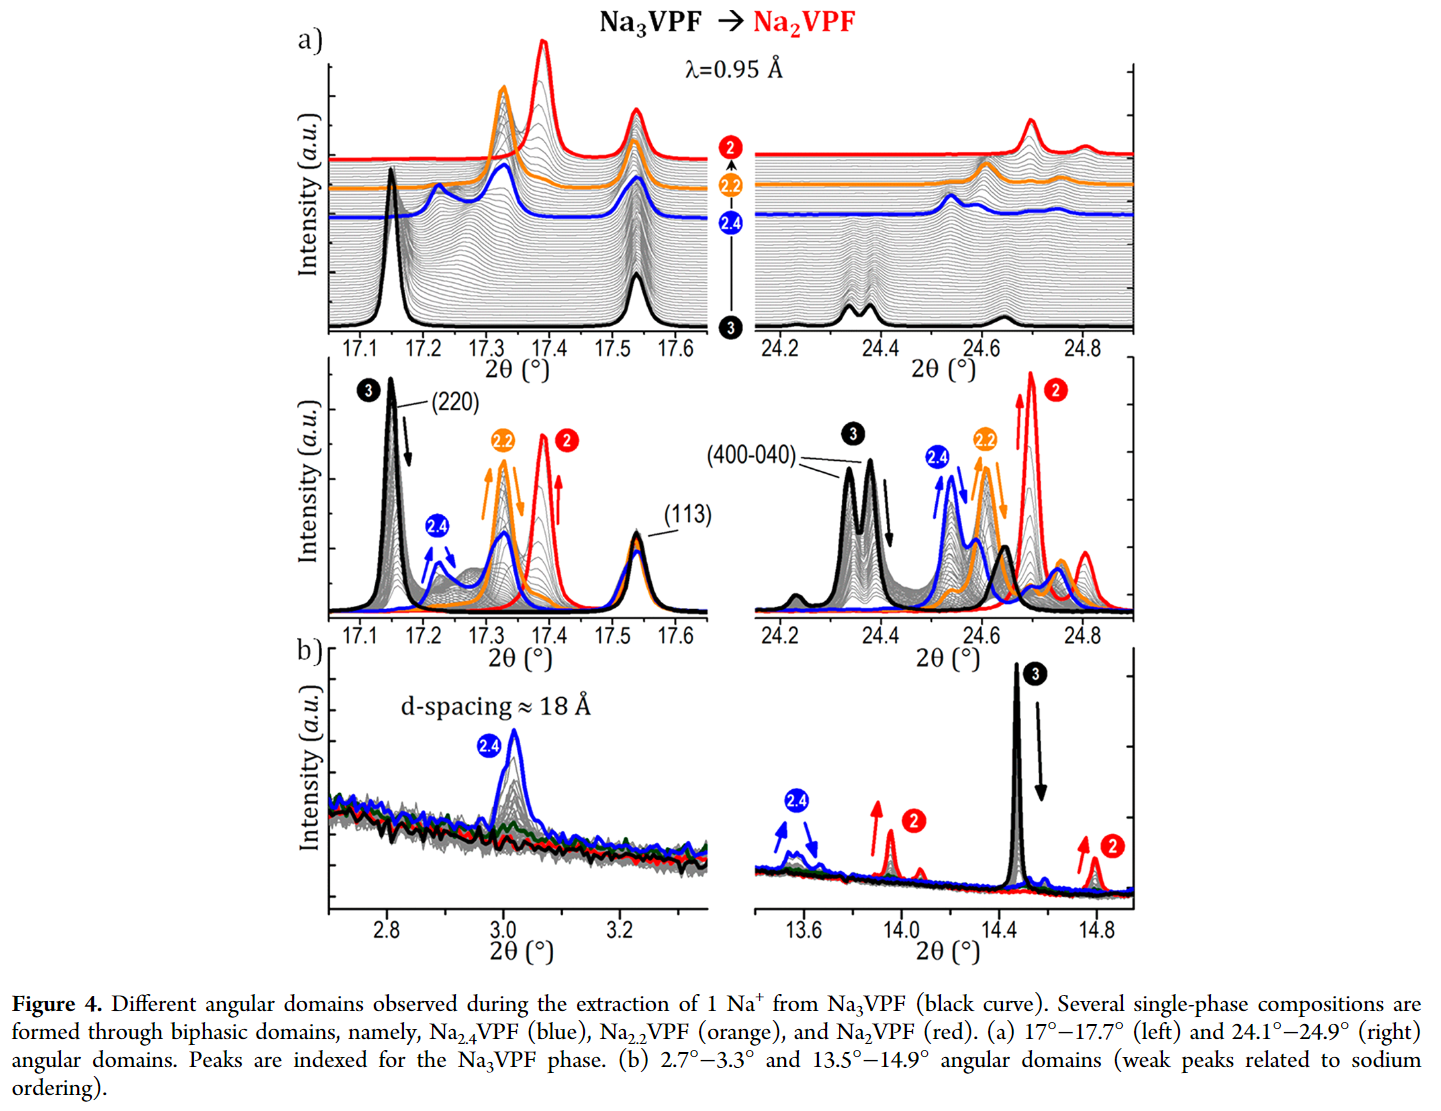 Na3VPF → Na2VPF
a)
λ=0.95 Å
Intensity (a.u.)
2
2.2
2.4
3
17.1 17.2 17.3 17.4 17.5 17.6
2θ (°)
24.2 24.4 24.6 24.8
2θ (°)
Intensity (a.u.)
3
(220)
2.4
2.2
2
(113)
17.1 17.2 17.3 17.4 17.5 17.6
2θ (°)
(400-040)
3
2.4
2.2
2
24.2 24.4 24.6 24.8
2θ (°)
b)
Intensity (a.u.)
d-spacing ≈ 18 Å
2.4
2.8 3.0 3.2
2θ (°)
2.4
2
3
2
13.6 14.0 14.4 14.8
2θ (°)
Figure 4. Different angular domains observed during the extraction of 1 Na+ from Na3VPF (black curve). Several single-phase compositions are
formed through biphasic domains, namely, Na2.4VPF (blue), Na2.2VPF (orange), and Na2VPF (red). (a) 17°−17.7° (left) and 24.1°−24.9° (right)
angular domains. Peaks are indexed for the Na3VPF phase. (b) 2.7°−3.3° and 13.5°−14.9° angular domains (weak peaks related to sodium
ordering).